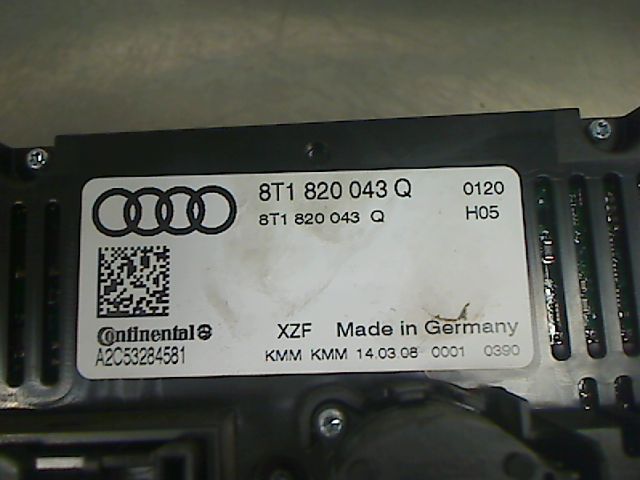 8T1 820 043 Q 0120
8T1 820 043 Q H05
Continental
A2C53284581
XZF Made in Germany
KMM KMM 14.03.08 0001 0390